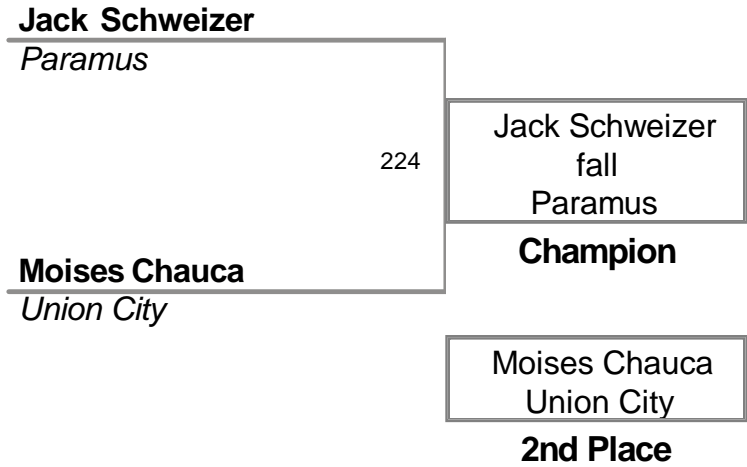 Jack Schweizer
Paramus
224
Jack Schweizer
fall
Paramus
Champion
Moises Chauca
Union City
Moises Chauca
Union City
2nd Place